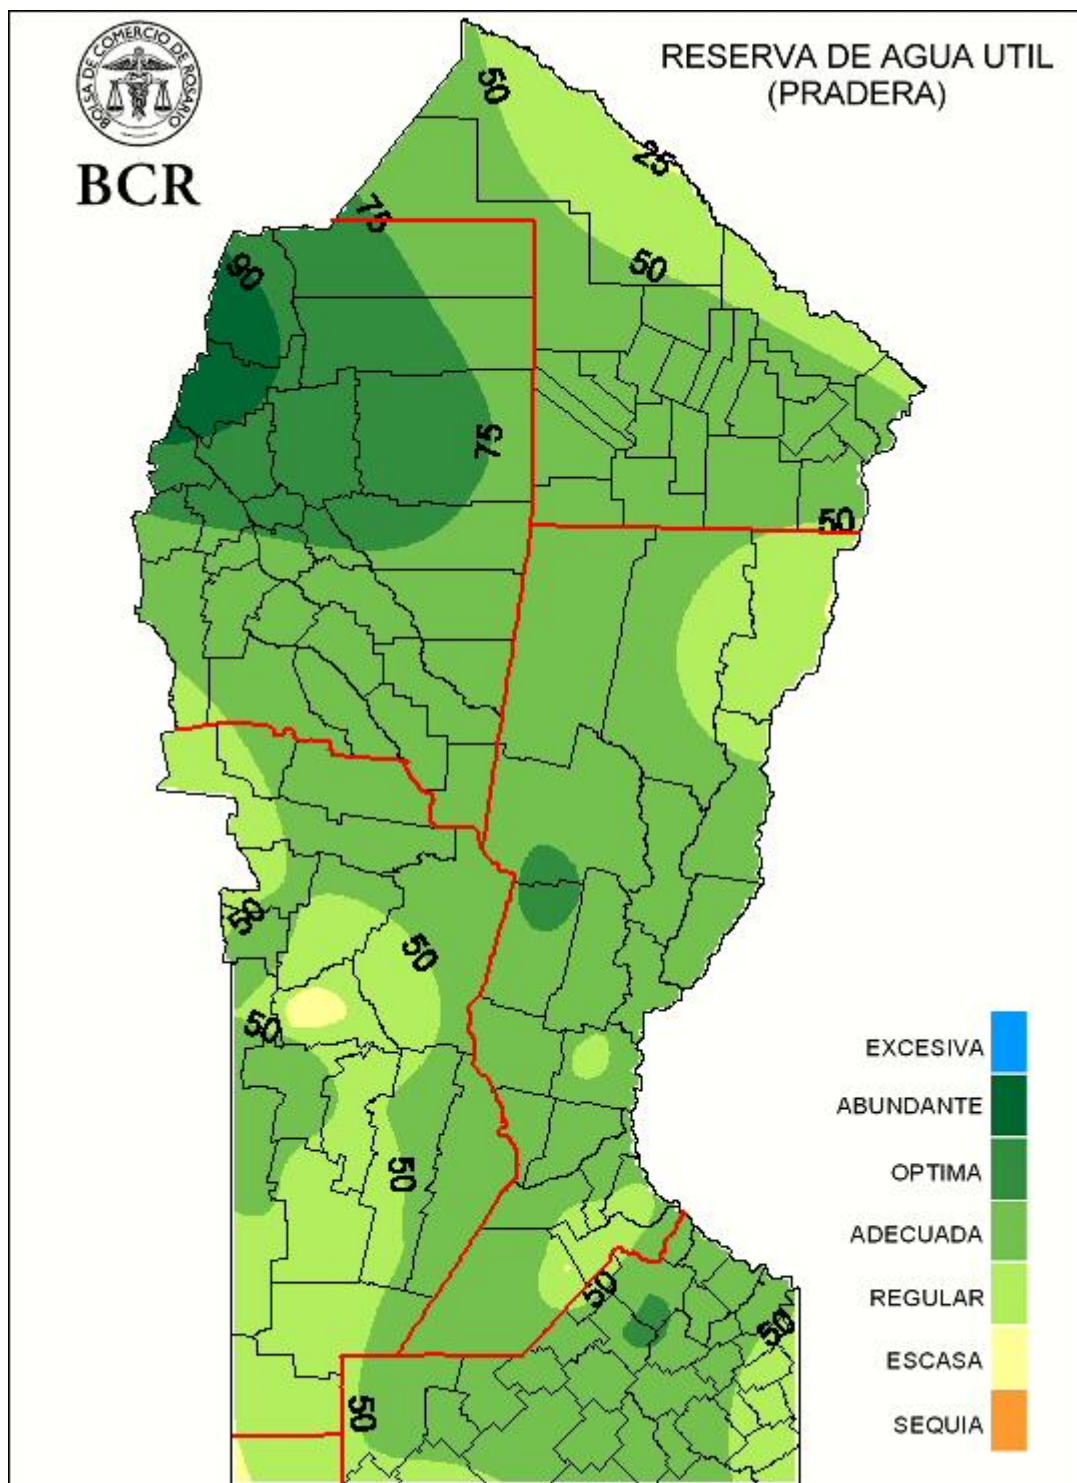 BOLSA DE COMERCIO DE ROSARIO
BCR
RESERVA DE AGUA UTIL
(PRADERA)
50
25
75
90
50
75
50
50
50
50
50
50
50
50
EXCESIVA
ABUNDANTE
OPTIMA
ADECUADA
REGULAR
ESCASA
SEQUIA